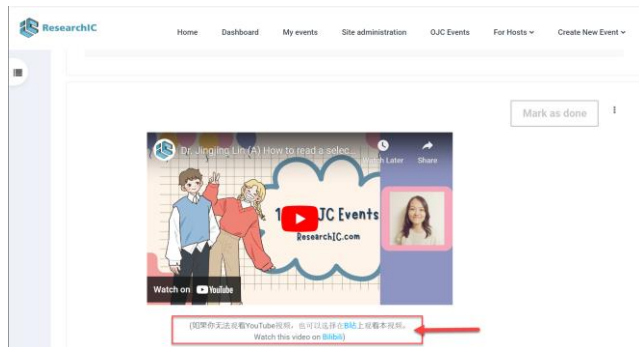 ResearchIC
Home Dashboard My events Site administration OJC Events For Hosts Create New Event
Mark as done
Dr. Jingjing Lin (A) How to read a selec...
Watch Later Share
JC Events
ResearchIC.com
Watch on YouTube
(如果你无法观看YouTube视频，也可以选择在B站上观看本视频。
Watch this video on Bilibili)